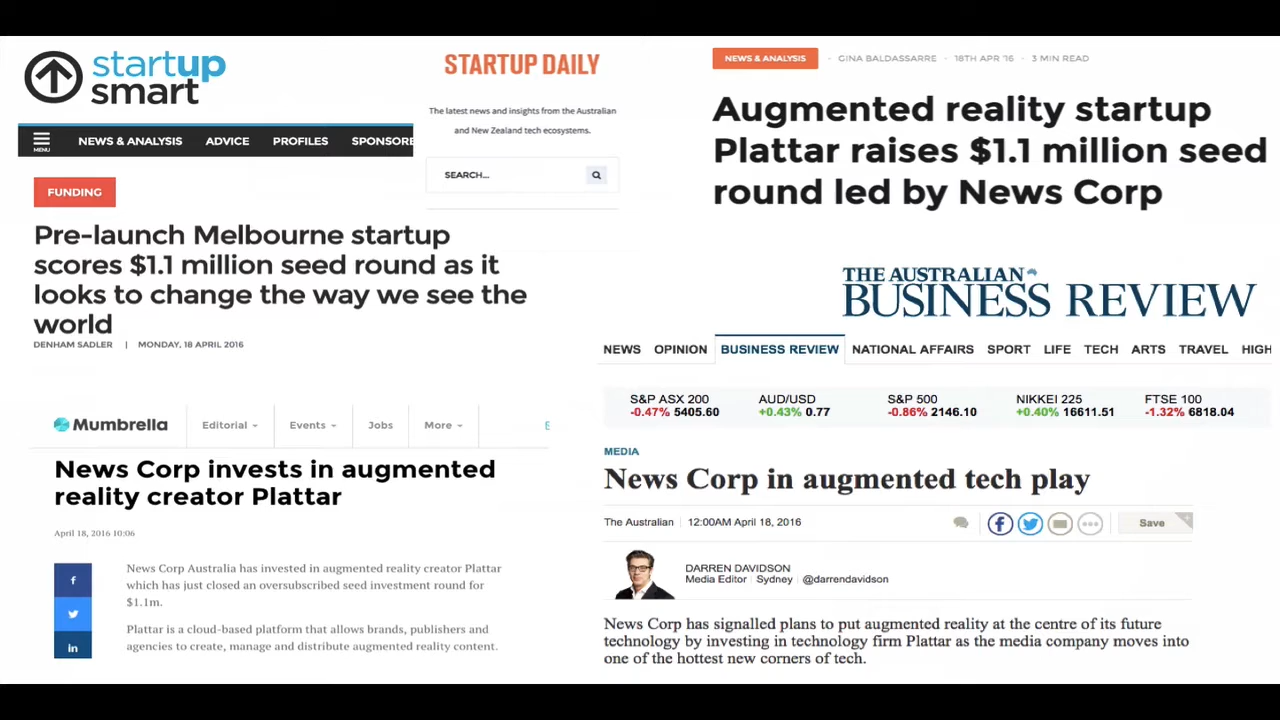 startup
smart
MENU
NEWS & ANALYSIS ADVICE PROFILES SPONSORE
FUNDING
Pre-launch Melbourne startup
scores $1.1 million seed round as it
looks to change the way we see the
world
DENHAM SADLER | MONDAY, 18 APRIL 2016
STARTUP DAILY
The latest news and insights from the Australian
and New Zealand tech ecosystems.
SEARCH...
NEWS & ANALYSIS - GINA BALDASSARRE - 18TH APR '16 - 3 MIN READ
Augmented reality startup
Plattar raises $1.1 million seed
round led by News Corp
THE AUSTRALIAN
BUSINESS REVIEW
NEWS OPINION BUSINESS REVIEW NATIONAL AFFAIRS SPORT LIFE TECH ARTS TRAVEL HIGH
S&P ASX 200 AUD/USD S&P 500 NIKKEI 225 FTSE 100
-0.47% 5405.60 +0.43% 0.77 -0.86% 2146.10 +0.40% 16611.51 -1.32% 6818.04
Mumbrella Editorial Events Jobs More
News Corp invests in augmented
reality creator Plattar
April 18, 2016 10:06
f
in
News Corp Australia has invested in augmented reality creator Plattar
which has just closed an oversubscribed seed investment round for
$1.1m.
Plattar is a cloud-based platform that allows brands, publishers and
agencies to create, manage and distribute augmented reality content.
MEDIA
News Corp in augmented tech play
The Australian | 12:00AM April 18, 2016
f
Save
DARREN DAVIDSON
Media Editor | Sydney | @darrendavidson
News Corp has signalled plans to put augmented reality at the centre of its future
technology by investing in technology firm Plattar as the media company moves into
one of the hottest new corners of tech.